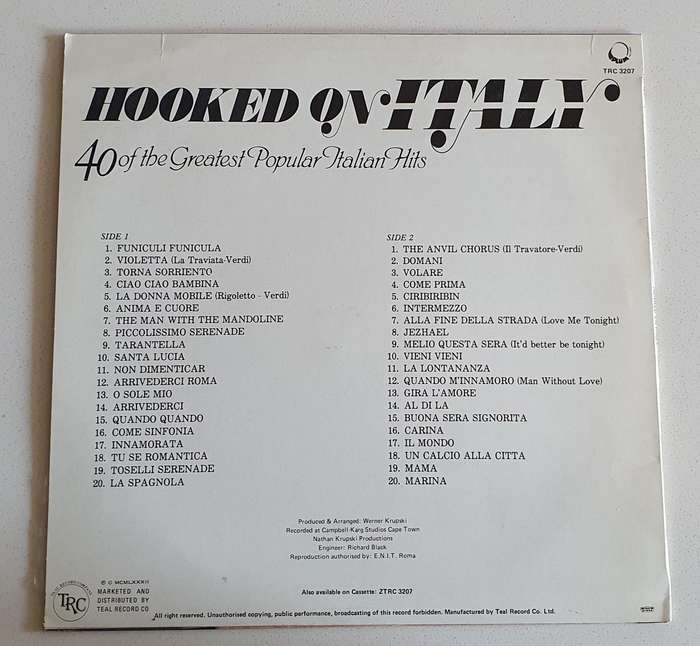 TRC 3207
HOOKED ON ITALY
40 of the Greatest Popular Italian Hits
SIDE 1
1. FUNICULI FUNICULA
2. VIOLETTA (La Traviata-Verdi)
3. TORNA SORRIENTO
4. CIAO CIAO BAMBINA
5. LA DONNA MOBILE (Rigoletto - Verdi)
6. ANIMA E CUORE
7. THE MAN WITH THE MANDOLINE
8. PICCOLISSIMO SERENADE
9. TARANTELLA
10. SANTA LUCIA
11. NON DIMENTICAR
12. ARRIVEDERCI ROMA
13. O SOLE MIO
14. ARRIVEDERCI
15. QUANDO QUANDO
16. COME SINFONIA
17. INNAMORATA
18. TU SE ROMANTICA
19. TOSELLI SERENADE
20. LA SPAGNOLA
SIDE 2
1. THE ANVIL CHORUS (Il Travatore-Verdi)
2. DOMANI
3. VOLARE
4. COME PRIMA
5. CIRIBIRIBIN
6. INTERMEZZO
7. ALLA FINE DELLA STRADA (Love Me Tonight)
8. JEZHAEL
9. MELIO QUESTA SERA (It'd better be tonight)
10. VIENI VIENI
11. LA LONTANANZA
12. QUANDO M'INNAMORO (Man Without Love)
13. GIRA L'AMORE
14. AL DI LA
15. BUONA SERA SIGNORITA
16. CARINA
17. IL MONDO
18. UN CALCIO ALLA CITTA
19. MAMA
20. MARINA
Produced & Arranged: Werner Krupski
Recorded at Campbell-Karg Studios Cape Town
Nathan Krupski Productions
Engineer: Richard Black
Reproduction authorised by: E.N.I.T. Roma
Also available on Cassette: ZTRC 3207
TRC
℗ © MCMLXXXII
MARKETED AND
DISTRIBUTED BY
TEAL RECORD CO
All right reserved. Unauthorised copying, public performance, broadcasting of this record forbidden. Manufactured by Teal Record Co. Ltd.